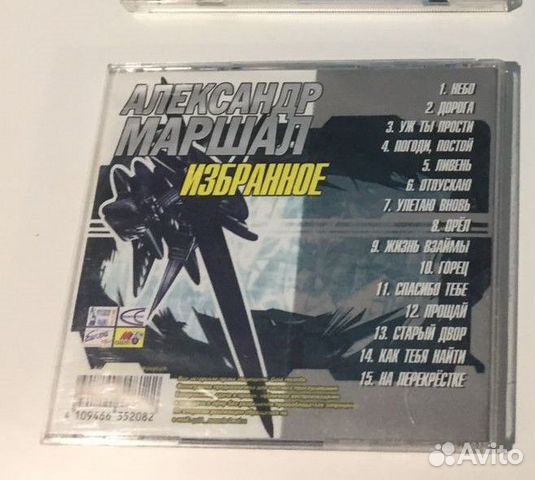 АЛЕКСАНДР
МАРШАЛ
ИЗБРАННОЕ
1. НЕБО
2. ДОРОГА
3. УЖ ТЫ ПРОСТИ
4. ПОГОДИ, ПОСТОЙ
5. ЛИВЕНЬ
6. ОТПУСКАЮ
7. УЛЕТАЮ ВНОВЬ
8. ОРЁЛ
9. ЖИЗНЬ ВЗАЙМЫ
10. ГОРЕЦ
11. СПАСИБО ТЕБЕ
12. ПРОЩАЙ
13. СТАРЫЙ ДВОР
14. КАК ТЕБЯ НАЙТИ
15. НА ПЕРЕКРЁСТКЕ
4 109466 352082
Avito